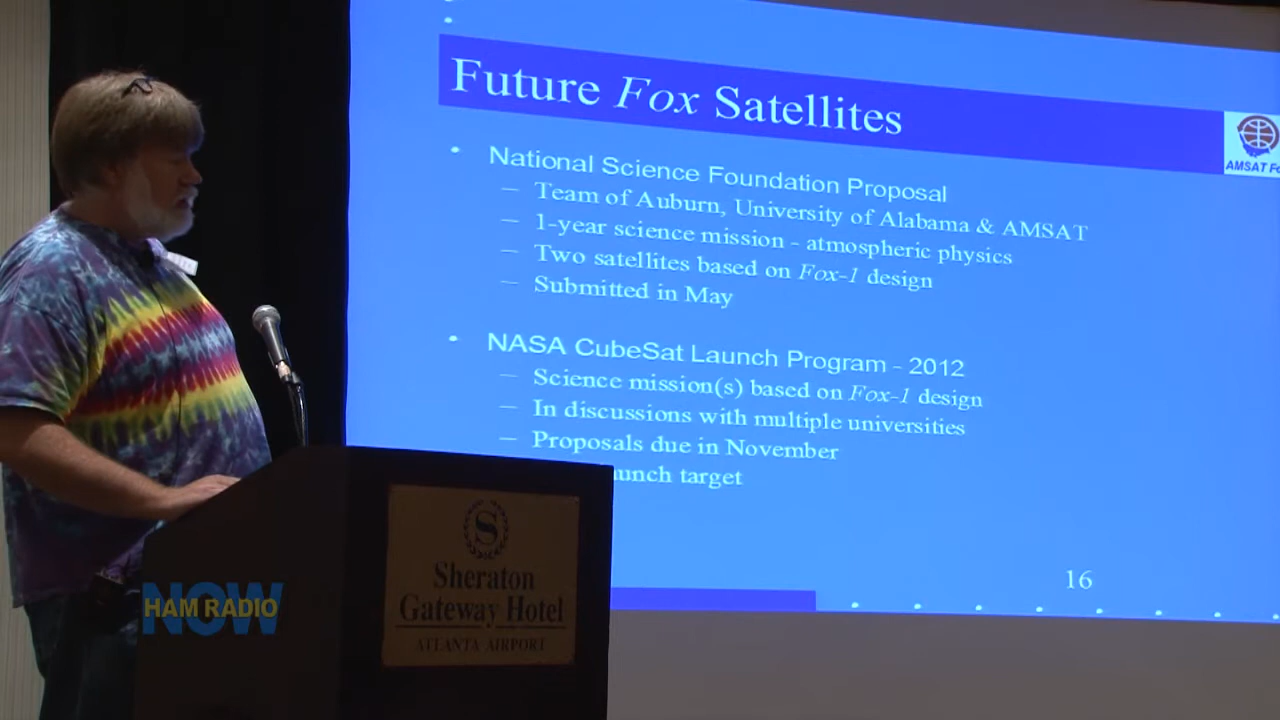 Future Fox Satellites
AMSAT Fo
• National Science Foundation Proposal
– Team of Auburn, University of Alabama & AMSAT
– 1-year science mission - atmospheric physics
– Two satellites based on Fox-1 design
– Submitted in May
• NASA CubeSat Launch Program - 2012
– Science mission(s) based on Fox-1 design
– In discussions with multiple universities
– Proposals due in November
unch target
16
S
Sheraton
Gateway Hotel
ATLANTA AIRPORT
NOW
HAM RADIO